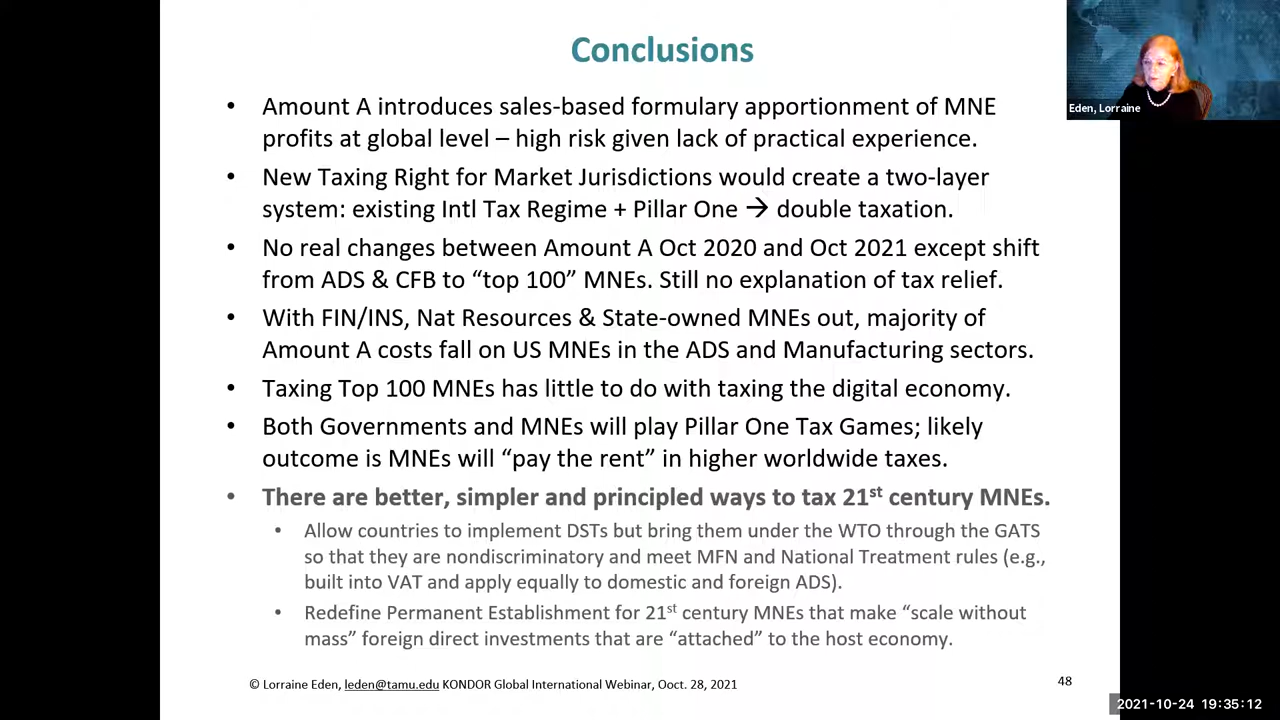 Conclusions
• Amount A introduces sales-based formulary apportionment of MNE
profits at global level – high risk given lack of practical experience.
• New Taxing Right for Market Jurisdictions would create a two-layer
system: existing Intl Tax Regime + Pillar One → double taxation.
• No real changes between Amount A Oct 2020 and Oct 2021 except shift
from ADS & CFB to “top 100” MNEs. Still no explanation of tax relief.
• With FIN/INS, Nat Resources & State-owned MNEs out, majority of
Amount A costs fall on US MNEs in the ADS and Manufacturing sectors.
• Taxing Top 100 MNEs has little to do with taxing the digital economy.
• Both Governments and MNEs will play Pillar One Tax Games; likely
outcome is MNEs will “pay the rent” in higher worldwide taxes.
• There are better, simpler and principled ways to tax 21st century MNEs.
• Allow countries to implement DSTs but bring them under the WTO through the GATS
so that they are nondiscriminatory and meet MFN and National Treatment rules (e.g.,
built into VAT and apply equally to domestic and foreign ADS).
• Redefine Permanent Establishment for 21st century MNEs that make “scale without
mass” foreign direct investments that are “attached” to the host economy.
© Lorraine Eden, leden@tamu.edu KONDOR Global International Webinar, Ooct. 28, 2021
48
Eden, Lorraine
2021-10-24 19:35:12